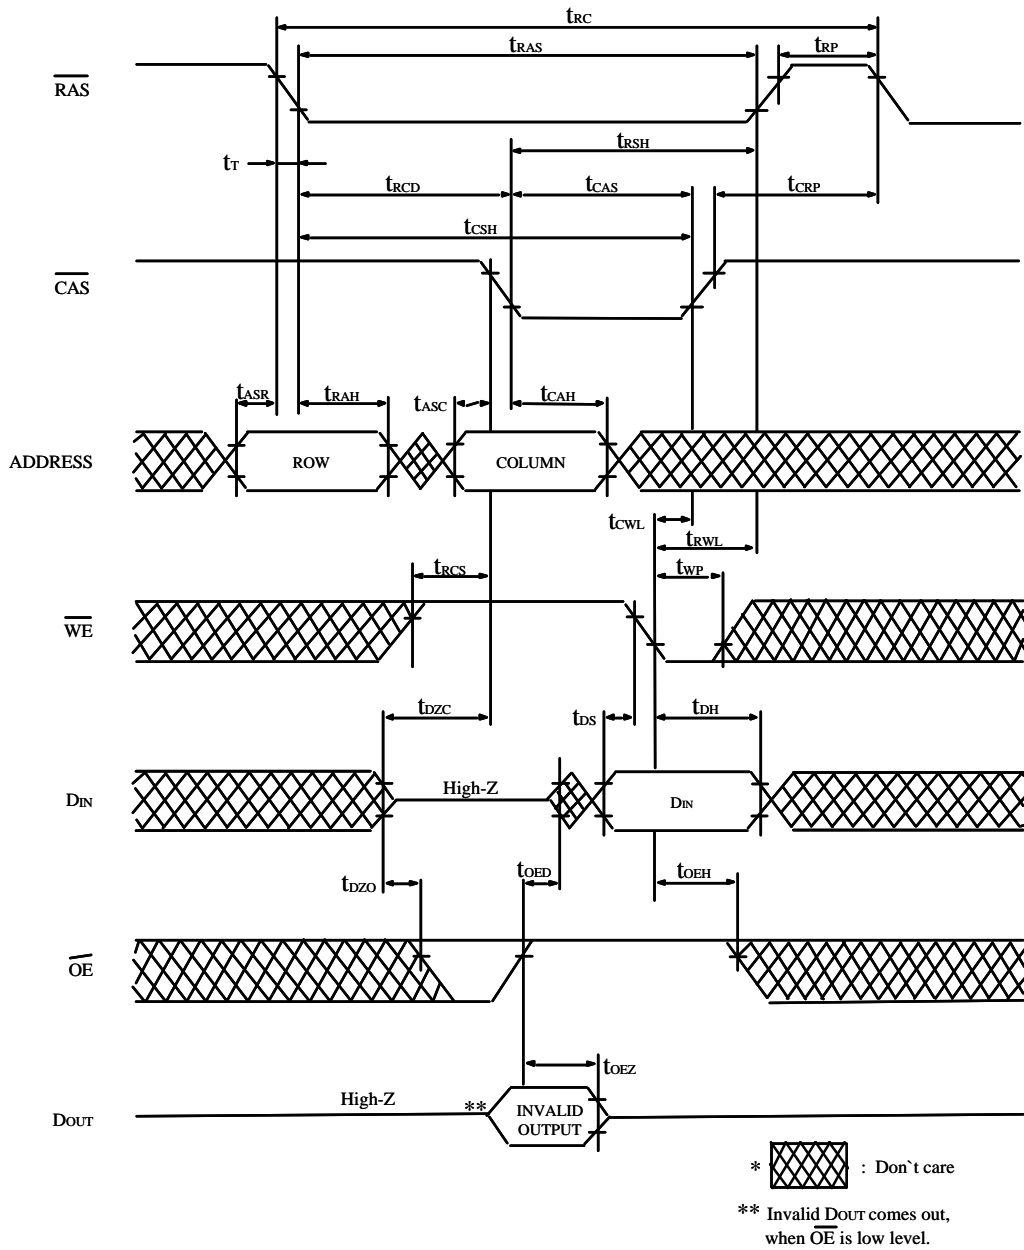 tRC
tRAS
tRP
RAS
tT
tRSH
tRCD
tCAS
tCRP
tCSH
CAS
tASR
tRAH
tASC
tCAH
ADDRESS
ROW
COLUMN
tCWL
tRWL
tRCS
tWP
WE
tDZC
tDS
tDH
DIN
High-Z
DIN
tDZO
tOED
tOEH
OE
tOEZ
DOUT
High-Z
**
INVALID
OUTPUT
* : Don`t care
** Invalid DOUT comes out,
when OE is low level.